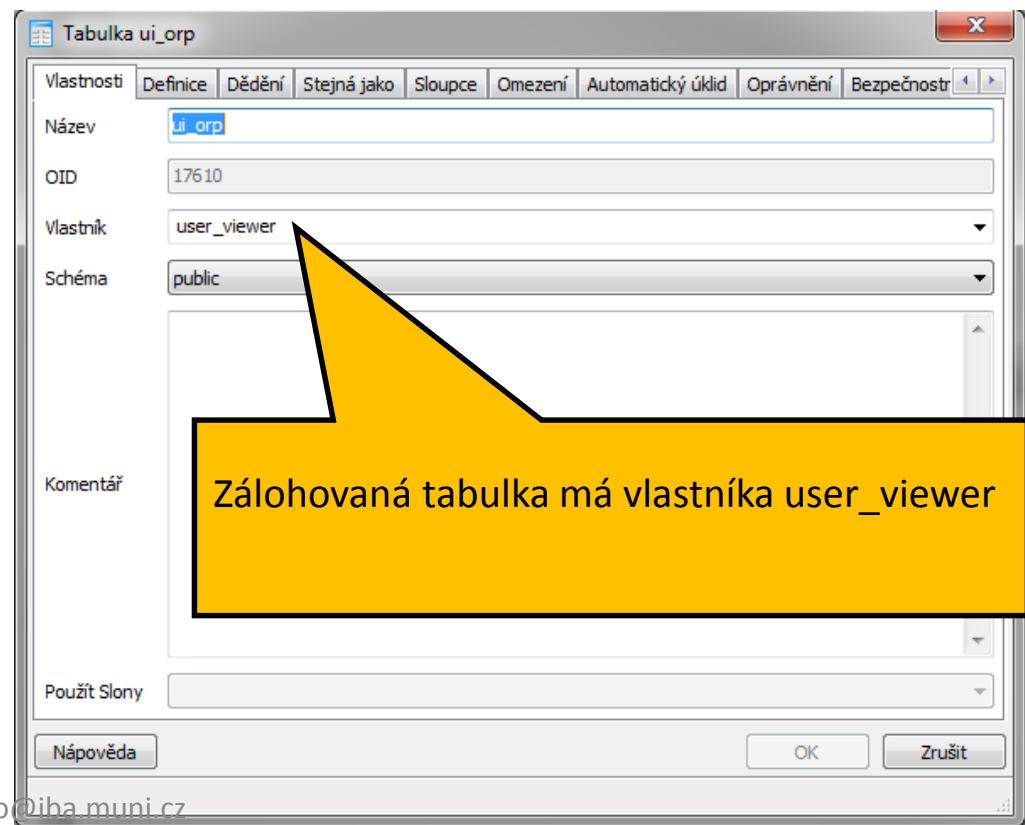 Tabulka ui_orp
Vlastnosti Definice Dědění Stejná jako Sloupce Omezení Automatický úklid Oprávnění Bezpečnostr
Název ui_orp
OID 17610
Vlastník user_viewer
Schéma public
Komentář
Zálohovaná tabulka má vlastníka user_viewer
Použít Slony
Nápověda OK Zrušit
@iba.muni.cz